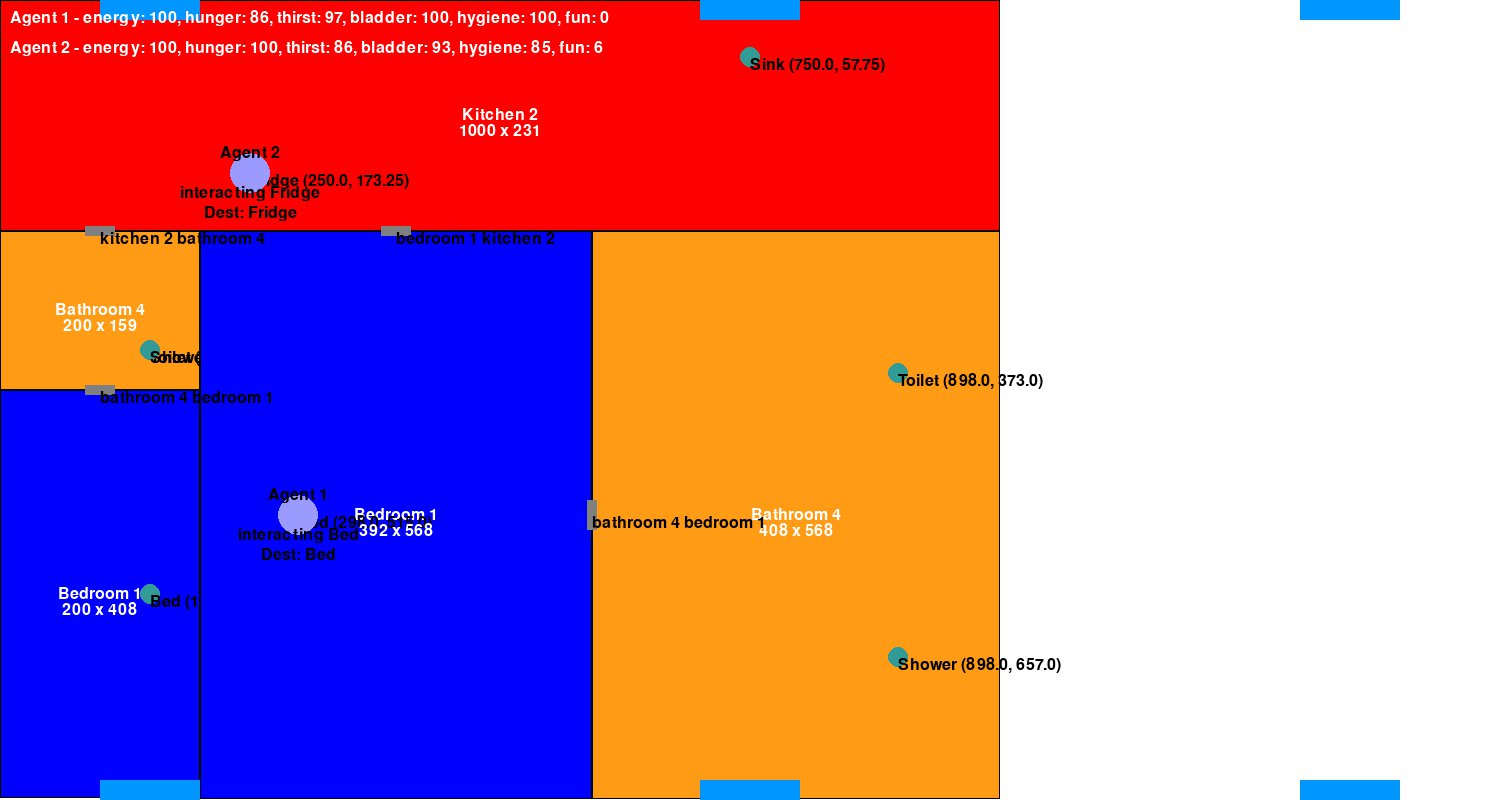 Agent 1 - energy: 100, hunger: 86, thirst: 97, bladder: 100, hygiene: 100, fun: 0
Agent 2 - energy: 100, hunger: 100, thirst: 86, bladder: 93, hygiene: 85, fun: 6
Sink (750.0, 57.75)
Kitchen 2
1000 x 231
Agent 2
(250.0, 173.25)
interacting Fridge
Dest: Fridge
kitchen 2 bathroom 4
bedroom 1 kitchen 2
Bathroom 4
200 x 159
Toilet (898.0, 373.0)
bathroom 4 bedroom 1
Agent 1
Bedroom 1
392 x 568
interacting Bed
Dest: Bed
bathroom 4 bedroom 1
Bathroom 4
408 x 568
Bedroom 1
200 x 408
Bed (1
Shower (898.0, 657.0)